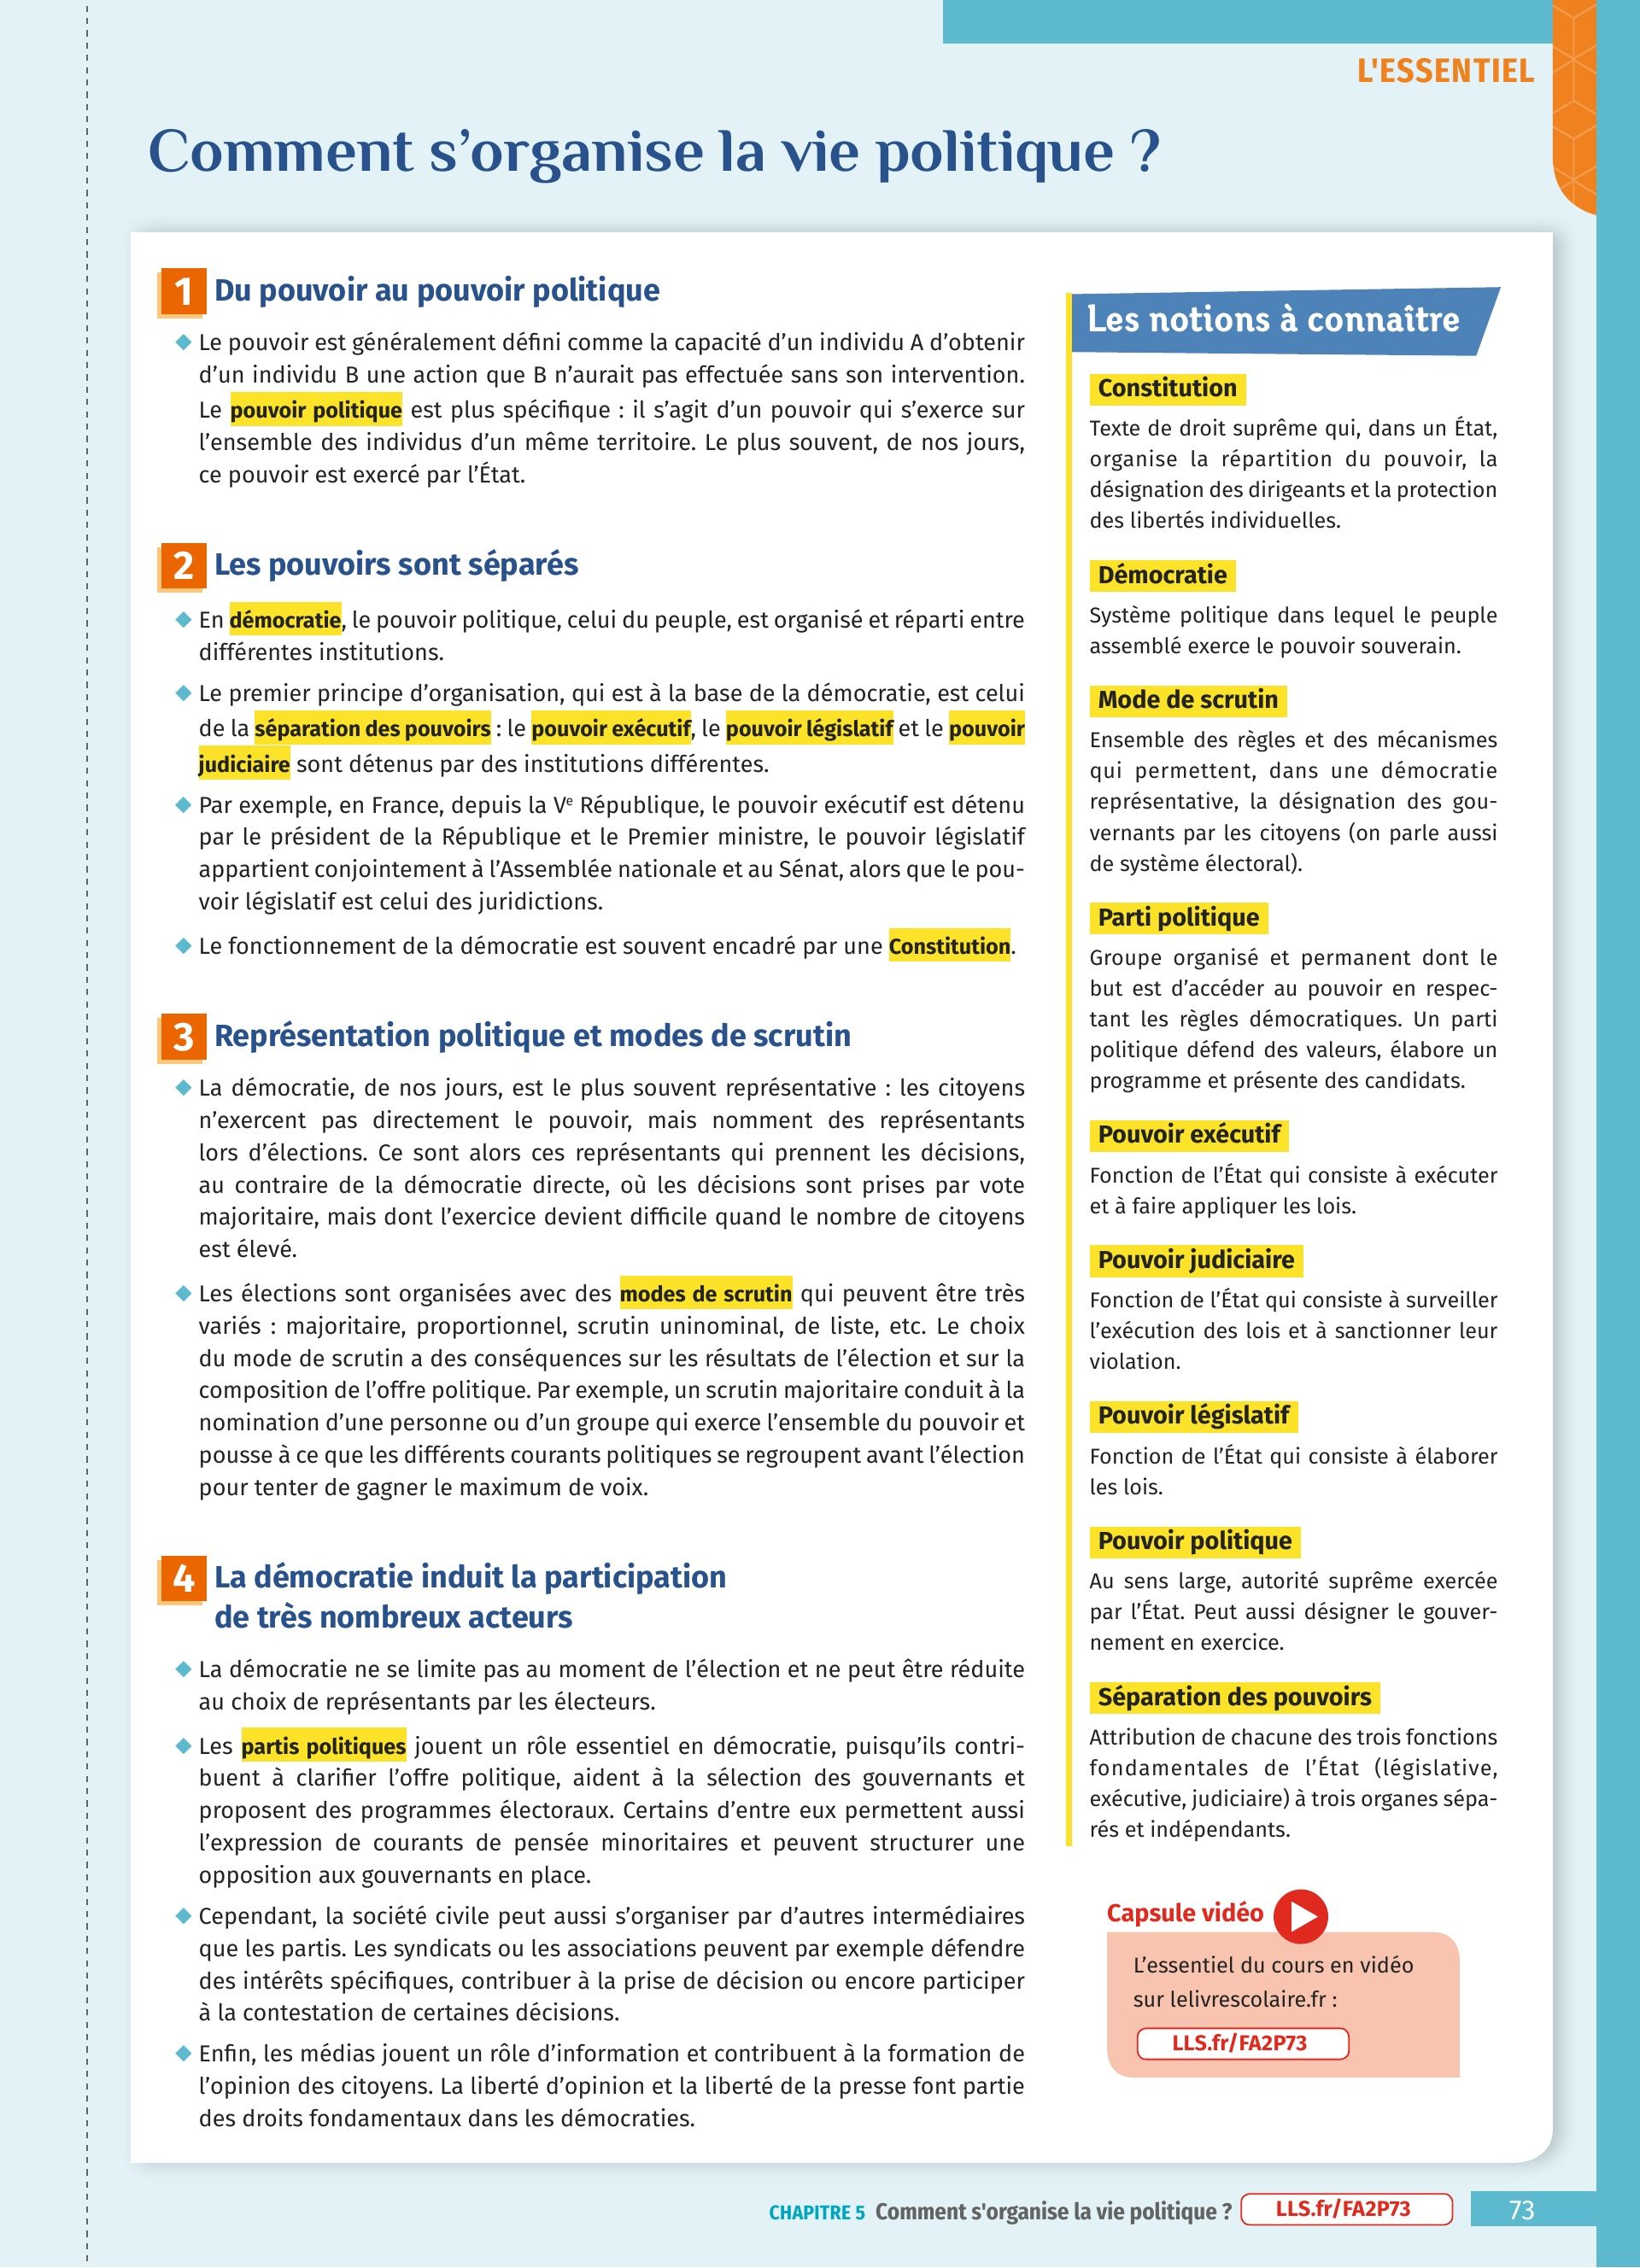 L'ESSENTIEL
Comment s’organise la vie politique ?
1 Du pouvoir au pouvoir politique
◆ Le pouvoir est généralement défini comme la capacité d’un individu A d’obtenir
d’un individu B une action que B n’aurait pas effectuée sans son intervention.
Le pouvoir politique est plus spécifique : il s’agit d’un pouvoir qui s’exerce sur
l’ensemble des individus d’un même territoire. Le plus souvent, de nos jours,
ce pouvoir est exercé par l’État.
2 Les pouvoirs sont séparés
◆ En démocratie, le pouvoir politique, celui du peuple, est organisé et réparti entre
différentes institutions.
◆ Le premier principe d’organisation, qui est à la base de la démocratie, est celui
de la séparation des pouvoirs : le pouvoir exécutif, le pouvoir législatif et le pouvoir
judiciaire sont détenus par des institutions différentes.
◆ Par exemple, en France, depuis la Ve République, le pouvoir exécutif est détenu
par le président de la République et le Premier ministre, le pouvoir législatif
appartient conjointement à l’Assemblée nationale et au Sénat, alors que le pou-
voir législatif est celui des juridictions.
◆ Le fonctionnement de la démocratie est souvent encadré par une Constitution.
3 Représentation politique et modes de scrutin
◆ La démocratie, de nos jours, est le plus souvent représentative : les citoyens
n’exercent pas directement le pouvoir, mais nomment des représentants
lors d’élections. Ce sont alors ces représentants qui prennent les décisions,
au contraire de la démocratie directe, où les décisions sont prises par vote
majoritaire, mais dont l’exercice devient difficile quand le nombre de citoyens
est élevé.
◆ Les élections sont organisées avec des modes de scrutin qui peuvent être très
variés : majoritaire, proportionnel, scrutin uninominal, de liste, etc. Le choix
du mode de scrutin a des conséquences sur les résultats de l’élection et sur la
composition de l’offre politique. Par exemple, un scrutin majoritaire conduit à la
nomination d’une personne ou d’un groupe qui exerce l’ensemble du pouvoir et
pousse à ce que les différents courants politiques se regroupent avant l’élection
pour tenter de gagner le maximum de voix.
4 La démocratie induit la participation
de très nombreux acteurs
◆ La démocratie ne se limite pas au moment de l’élection et ne peut être réduite
au choix de représentants par les électeurs.
◆ Les partis politiques jouent un rôle essentiel en démocratie, puisqu’ils contri-
buent à clarifier l’offre politique, aident à la sélection des gouvernants et
proposent des programmes électoraux. Certains d’entre eux permettent aussi
l’expression de courants de pensée minoritaires et peuvent structurer une
opposition aux gouvernants en place.
◆ Cependant, la société civile peut aussi s’organiser par d’autres intermédiaires
que les partis. Les syndicats ou les associations peuvent par exemple défendre
des intérêts spécifiques, contribuer à la prise de décision ou encore participer
à la contestation de certaines décisions.
◆ Enfin, les médias jouent un rôle d’information et contribuent à la formation de
l’opinion des citoyens. La liberté d’opinion et la liberté de la presse font partie
des droits fondamentaux dans les démocraties.
Les notions à connaître
Constitution
Texte de droit suprême qui, dans un État,
organise la répartition du pouvoir, la
désignation des dirigeants et la protection
des libertés individuelles.
Démocratie
Système politique dans lequel le peuple
assemblé exerce le pouvoir souverain.
Mode de scrutin
Ensemble des règles et des mécanismes
qui permettent, dans une démocratie
représentative, la désignation des gou-
vernants par les citoyens (on parle aussi
de système électoral).
Parti politique
Groupe organisé et permanent dont le
but est d’accéder au pouvoir en respec-
tant les règles démocratiques. Un parti
politique défend des valeurs, élabore un
programme et présente des candidats.
Pouvoir exécutif
Fonction de l’État qui consiste à exécuter
et à faire appliquer les lois.
Pouvoir judiciaire
Fonction de l’État qui consiste à surveiller
l’exécution des lois et à sanctionner leur
violation.
Pouvoir législatif
Fonction de l’État qui consiste à élaborer
les lois.
Pouvoir politique
Au sens large, autorité suprême exercée
par l’État. Peut aussi désigner le gouver-
nement en exercice.
Séparation des pouvoirs
Attribution de chacune des trois fonctions
fondamentales de l’État (législative,
exécutive, judiciaire) à trois organes sépa-
rés et indépendants.
Capsule vidéo
L’essentiel du cours en vidéo
sur lelivrescolaire.fr :
LLS.fr/FA2P73
CHAPITRE 5 Comment s'organise la vie politique ? LLS.fr/FA2P73 73